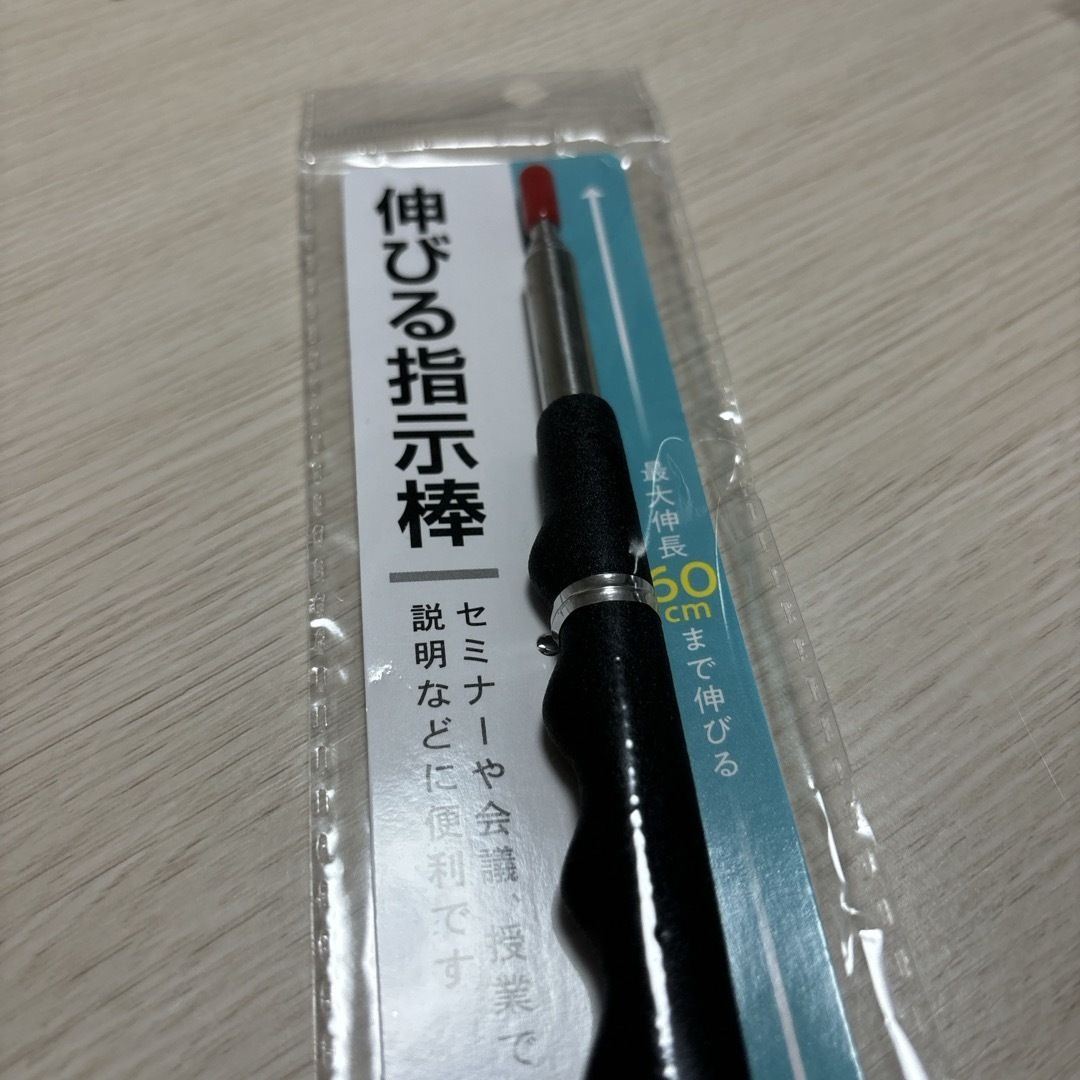 伸びる指示棒
セミナーや会議、授業で
説明などに便利です
最大伸長
60cm
まで伸びる